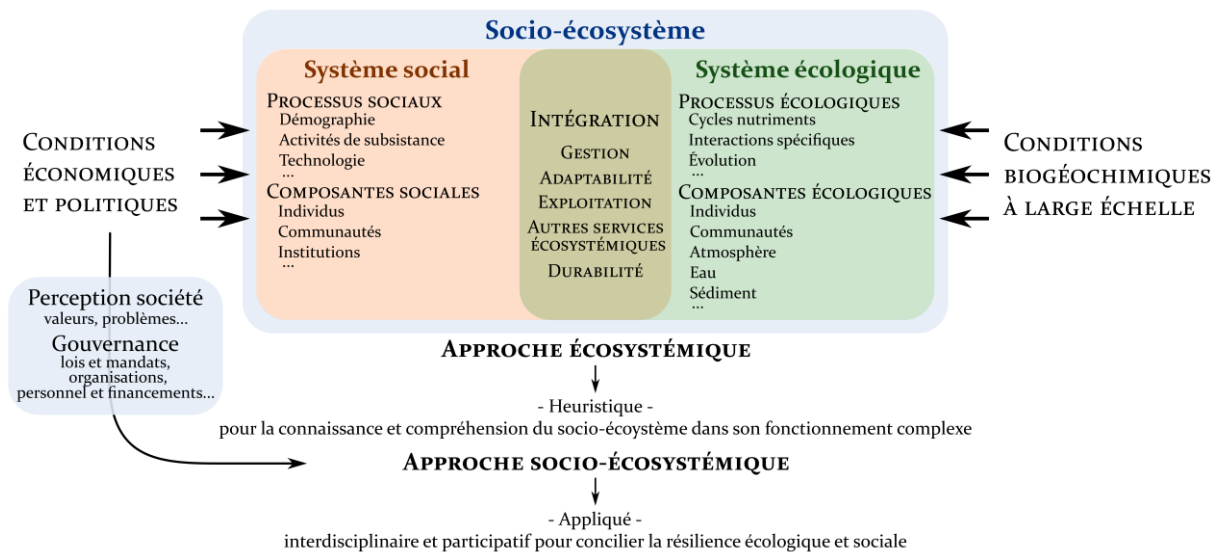 Socio-écosystème
Système social
PROCESSUS SOCIAUX
Démographie
Activités de subsistance
Technologie
...
COMPOSANTES SOCIALES
Individus
Communautés
Institutions
...
INTÉGRATION
GESTION
ADAPTABILITÉ
EXPLOITATION
AUTRES SERVICES
ÉCOSYSTÉMIQUES
DURABILITÉ
Système écologique
PROCESSUS ÉCOLOGIQUES
Cycles nutriments
Interactions spécifiques
Évolution
...
COMPOSANTES ÉCOLOGIQUES
Individus
Communautés
Atmosphère
Eau
Sédiment
...
CONDITIONS
ÉCONOMIQUES
ET POLITIQUES
CONDITIONS
BIOGÉOCHIMIQUES
À LARGE ÉCHELLE
Perception société
valeurs, problèmes...
Gouvernance
lois et mandats,
organisations,
personnel et financements...
APPROCHE ÉCOSYSTÉMIQUE
- Heuristique -
pour la connaissance et compréhension du socio-écoystème dans son fonctionnement complexe
APPROCHE SOCIO-ÉCOSYSTÉMIQUE
- Appliqué -
interdisciplinaire et participatif pour concilier la résilience écologique et sociale